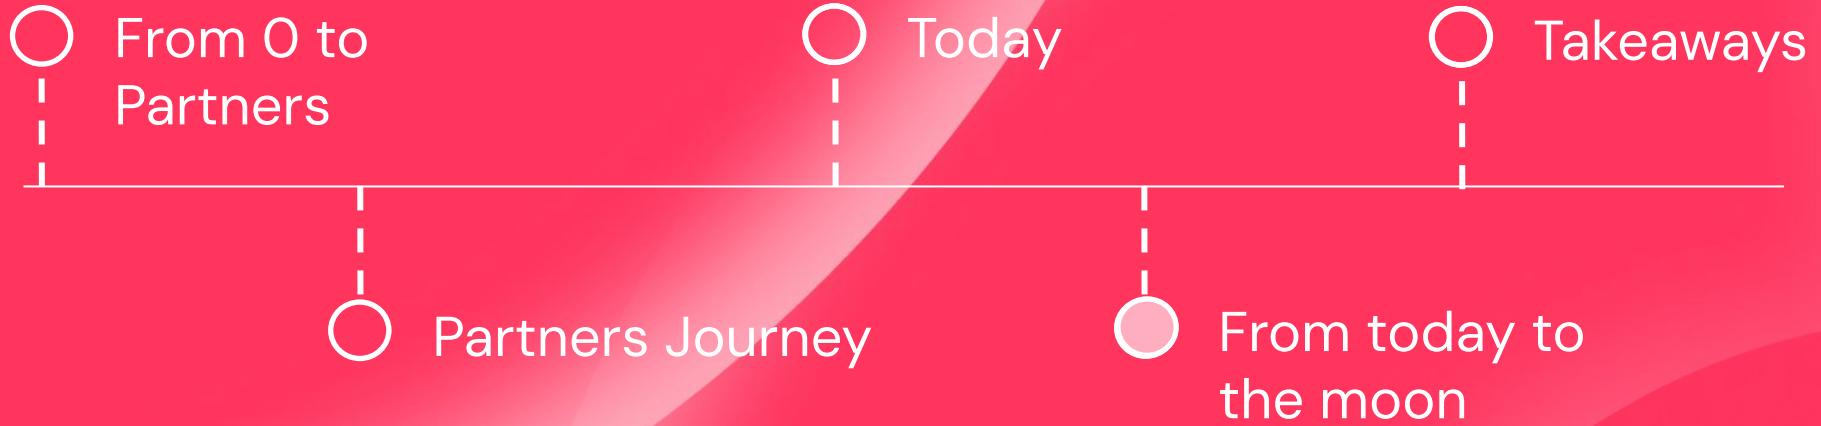 From 0 to
Partners
Partners Journey
Today
From today to
the moon
Takeaways